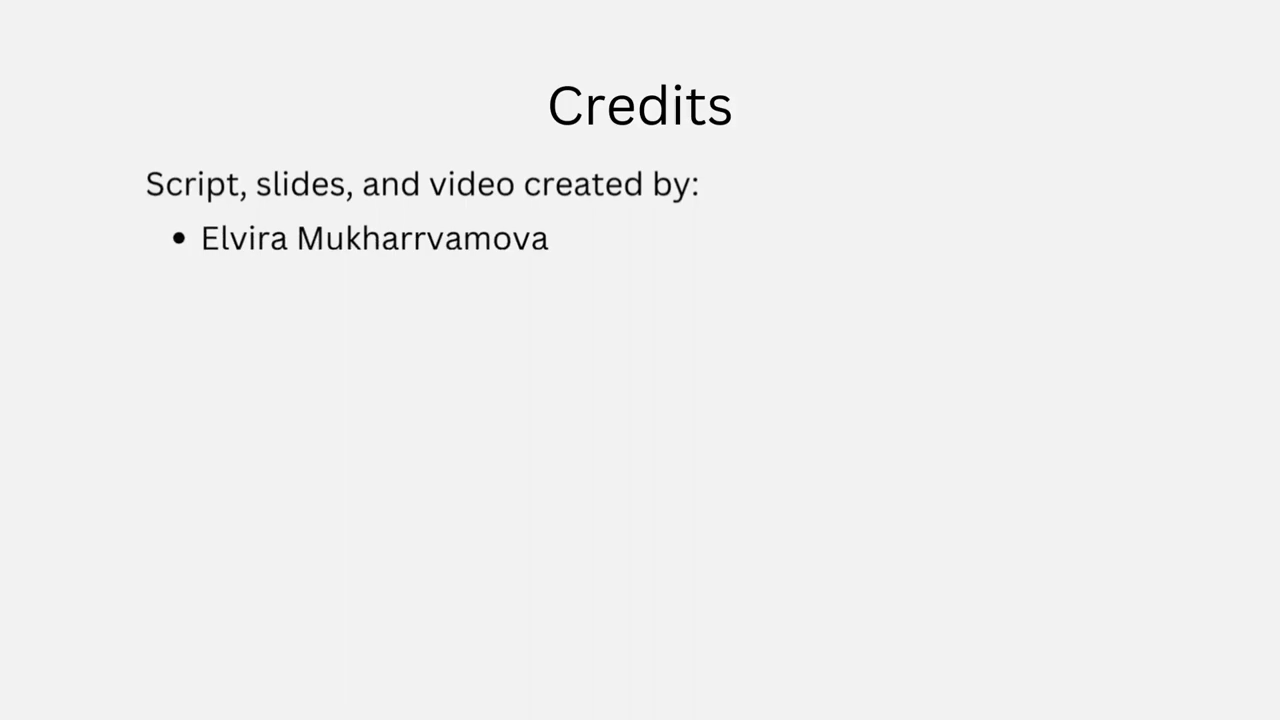 Credits
Script, slides, and video created by:
• Elvira Mukharrvamova